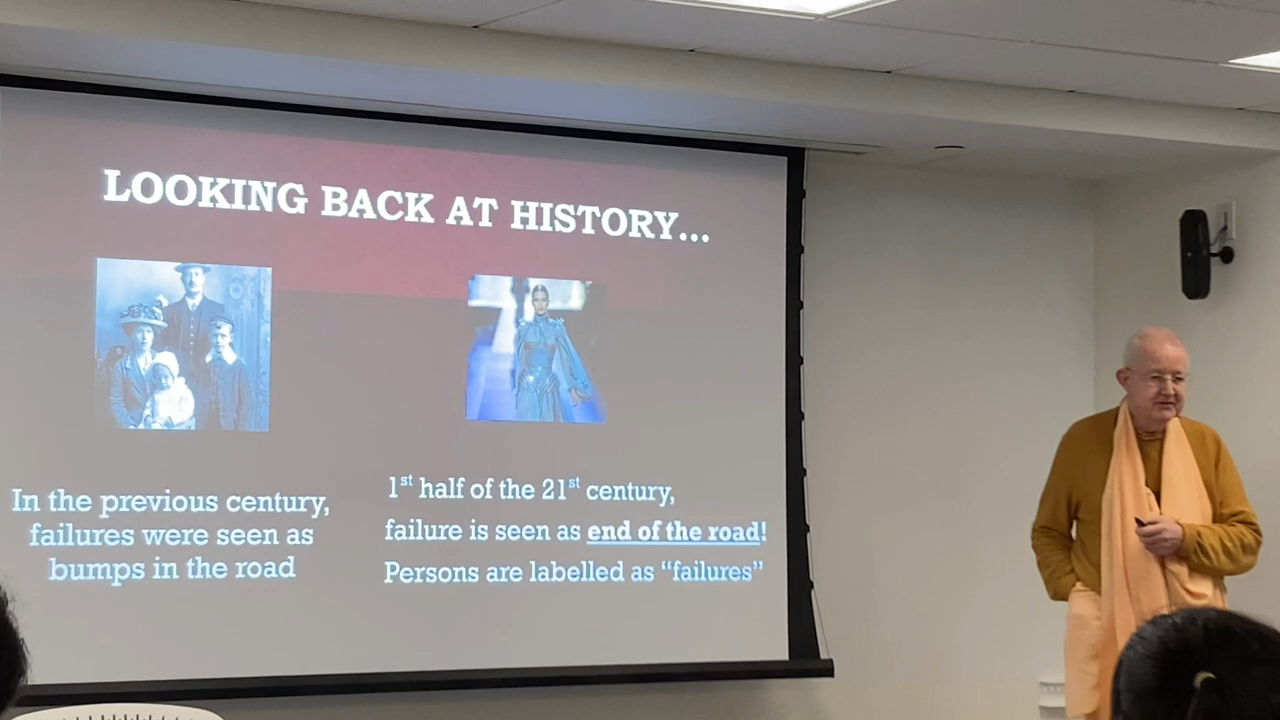 LOOKING BACK AT HISTORY...
In the previous century,
failures were seen as
bumps in the road
1st half of the 21st century,
failure is seen as end of the road!
Persons are labelled as “failures”